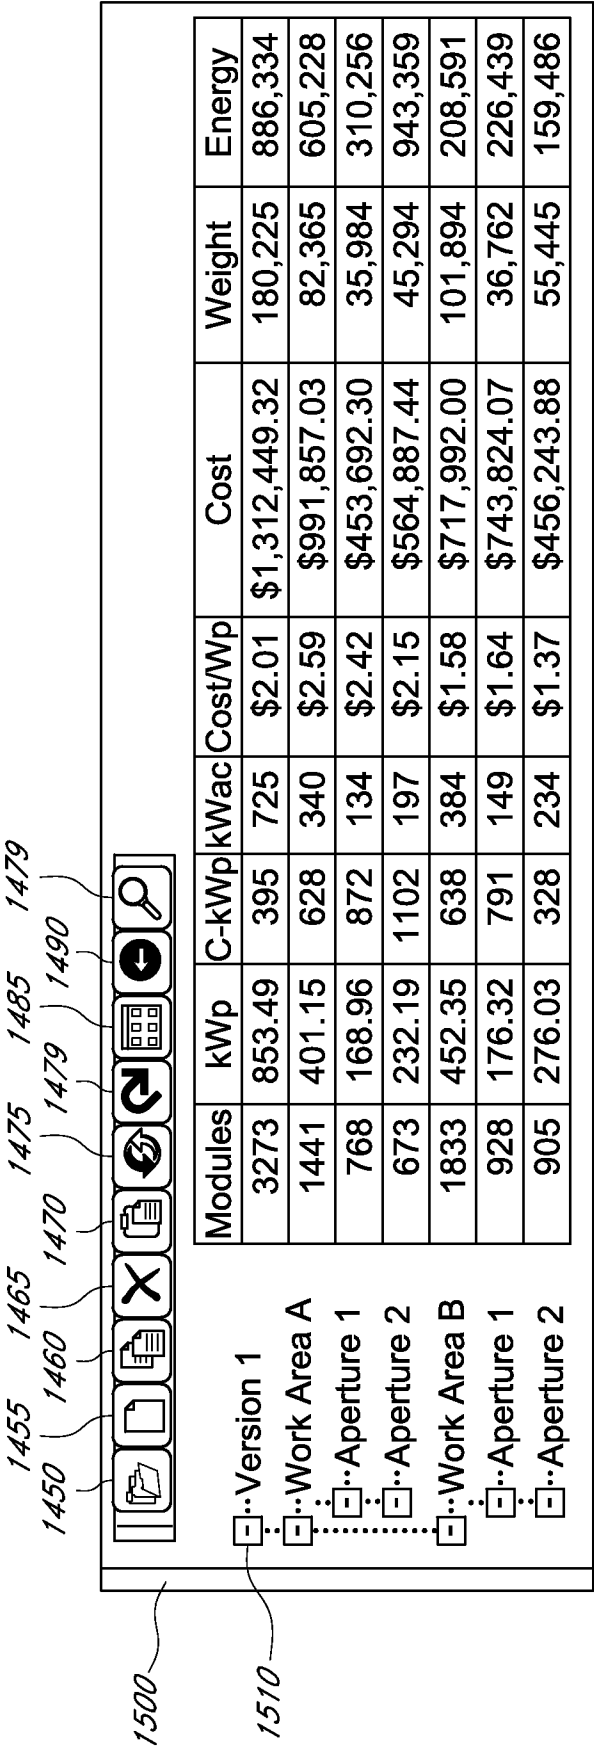 1450 1455 1460 1465 1470 1475 1479 1485 1490 1479
1500
1510
Modules kWp C-kWp kWac Cost/Wp Cost Weight Energy
Version 1 3273 853.49 395 725 $2.01 $1,312,449.32 180,225 886,334
Work Area A 1441 401.15 628 340 $2.59 $991,857.03 82,365 605,228
Aperture 1 768 168.96 872 134 $2.42 $453,692.30 35,984 310,256
Aperture 2 673 232.19 1102 197 $2.15 $564,887.44 45,294 943,359
Work Area B 1833 452.35 638 384 $1.58 $717,992.00 101,894 208,591
Aperture 1 928 176.32 791 149 $1.64 $743,824.07 36,762 226,439
Aperture 2 905 276.03 328 234 $1.37 $456,243.88 55,445 159,486